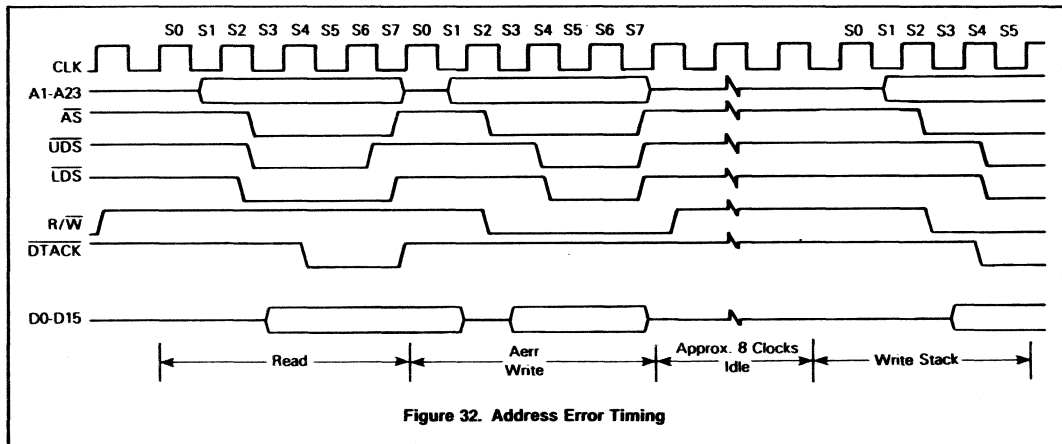 S0 S1 S2 S3 S4 S5 S6 S7 S0 S1 S2 S3 S4 S5 S6 S7 S0 S1 S2 S3 S4 S5
CLK
A1-A23
AS
UDS
LDS
R/W
DTACK
D0-D15
Read
Aerr
Write
Approx. 8 Clocks
Idle
Write Stack
Figure 32. Address Error Timing